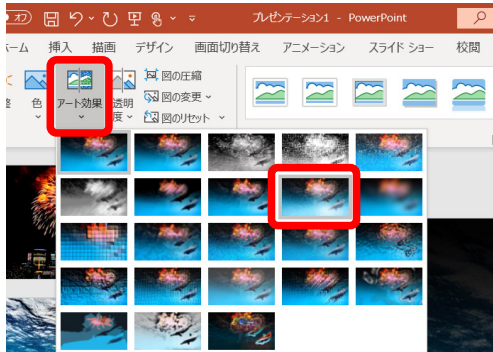 オフ プレゼンテーション1 - PowerPoint
ホーム 挿入 描画 デザイン 画面切り替え アニメーション スライド ショー 校閲
図の圧縮
整 色 アート効果 透明度 図の変更
図のリセット